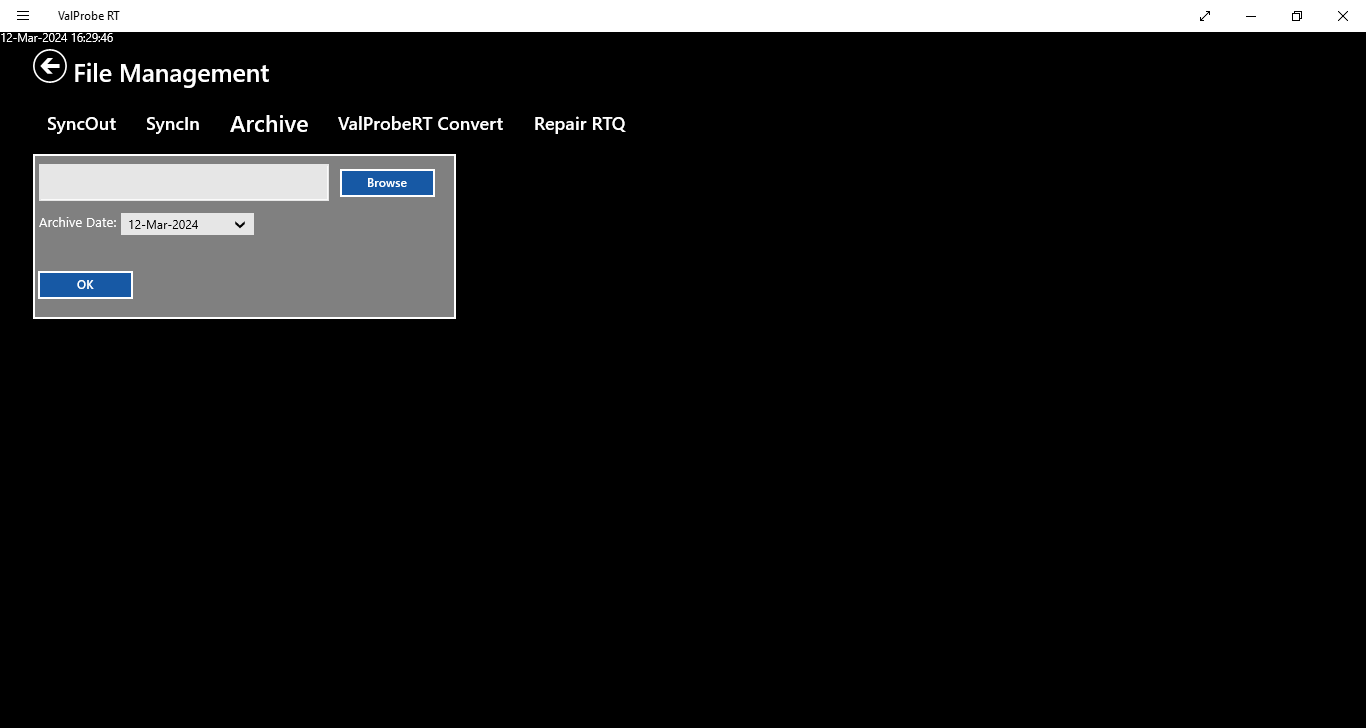 ValProbe RT
12-Mar-2024 16:29:46
File Management
SyncOut SyncIn Archive ValProbeRT Convert Repair RTQ
Browse
Archive Date: 12-Mar-2024
OK